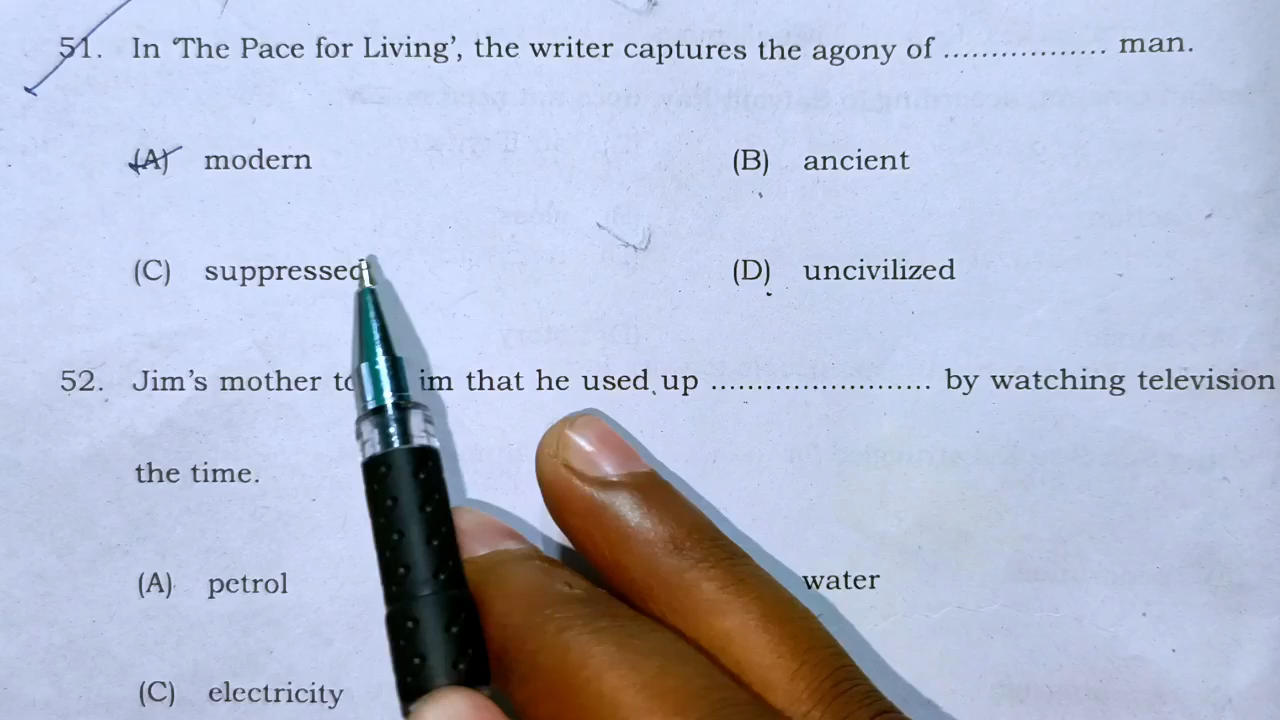 51. In ‘The Pace for Living’, the writer captures the agony of ................. man.
(A) modern (B) ancient
(C) suppressed (D) uncivilized
52. Jim’s mother to im that he used up ....................... by watching television
the time.
(A) petrol water
(C) electricity